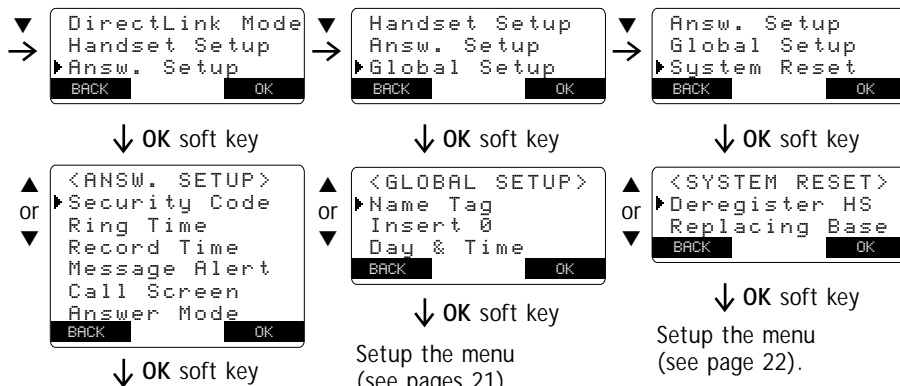 DirectLink Mode
Handset Setup
Answ. Setup
BACK OK
OK soft key
<ANSW. SETUP>
Security Code
Ring Time
Record Time
Message Alert
Call Screen
Answer Mode
BACK OK
or
OK soft key
Handset Setup
Answ. Setup
Global Setup
BACK OK
OK soft key
<GLOBAL SETUP>
Name Tag
Insert 0
Day & Time
BACK OK
or
OK soft key
Setup the menu
(see pages 21)
Answ. Setup
Global Setup
System Reset
BACK OK
OK soft key
<SYSTEM RESET>
Deregister HS
Replacing Base
BACK OK
or
OK soft key
Setup the menu
(see page 22).